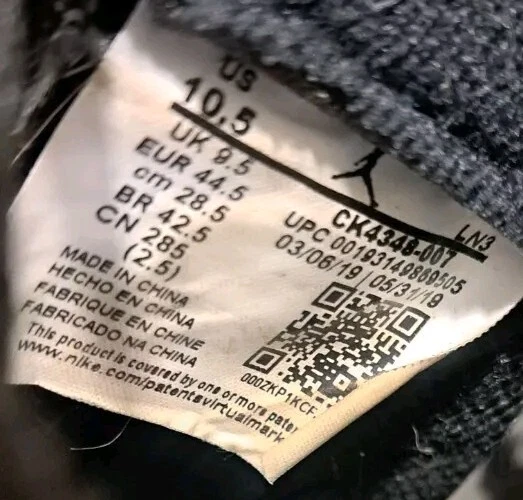 US
10.5
UK 9.5
EUR 44.5
cm 28.5
BR 42.5
CN 285
(2.5)
MADE IN CHINA
HECHO EN CHINA
FABRIQUE EN CHINE
FABRICADO NA CHINA
This product is covered by one or more
www.nike.com/patentsvirtualmark
LN3
CK4348-007
UPC 00193149869505
03/06/19 | 05/31/19
000ZKP1KCF